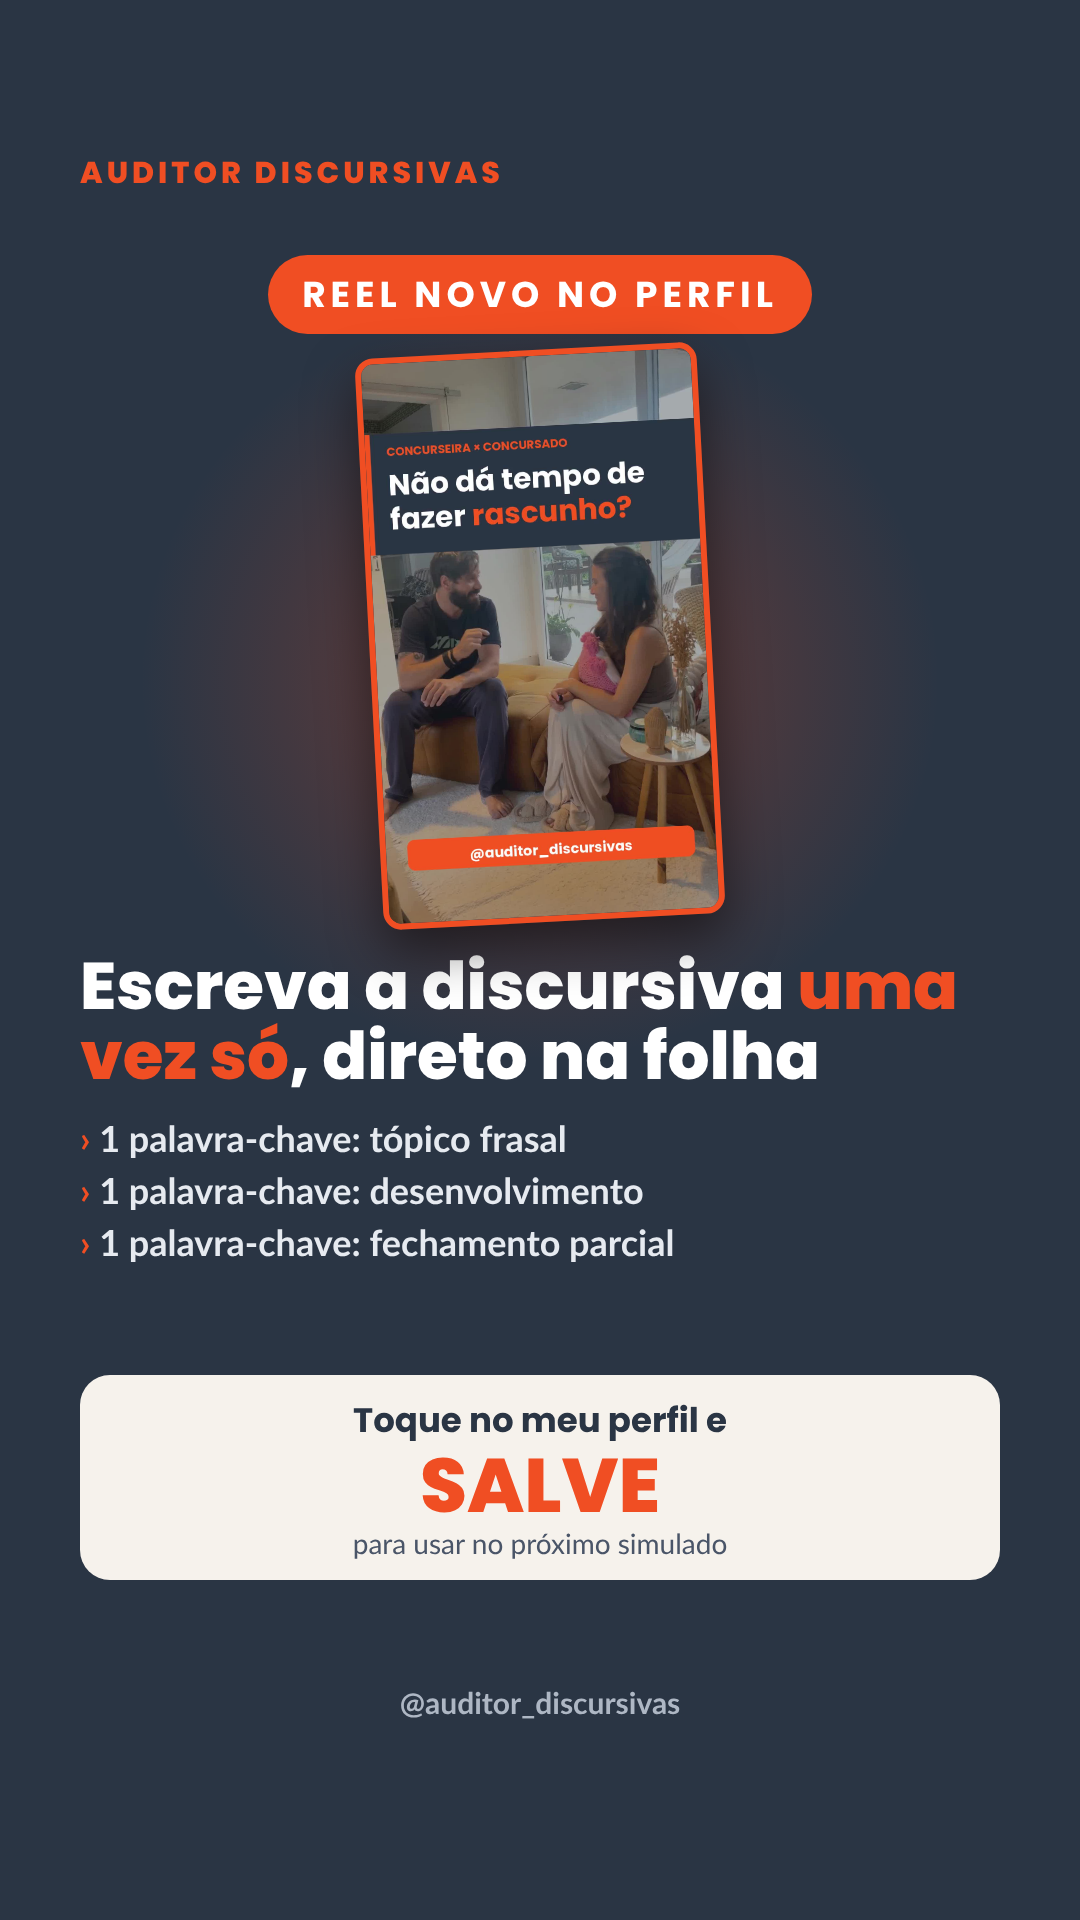 AUDITOR DISCURSIVAS
REEL NOVO NO PERFIL
CONCURSEIRA × CONCURSADO
Não dá tempo de
fazer rascunho?
@auditor_discursivas
Escreva a discursiva uma
vez só, direto na folha
› 1 palavra-chave: tópico frasal
› 1 palavra-chave: desenvolvimento
› 1 palavra-chave: fechamento parcial
Toque no meu perfil e
SALVE
para usar no próximo simulado
@auditor_discursivas